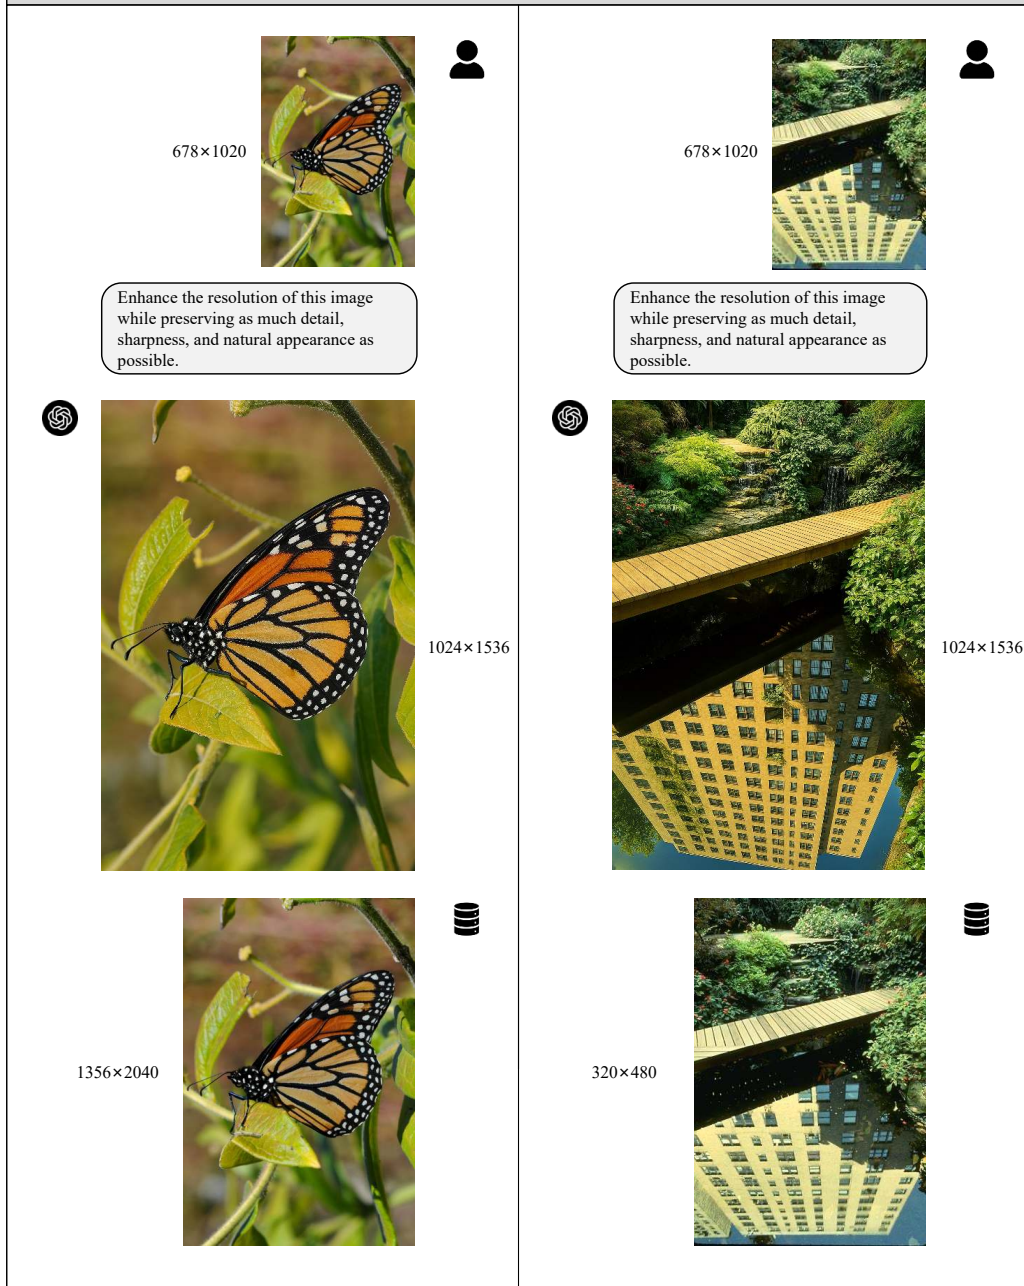 678×1020
Enhance the resolution of this image
while preserving as much detail,
sharpness, and natural appearance as
possible.
1024×1536
1356×2040
678×1020
Enhance the resolution of this image
while preserving as much detail,
sharpness, and natural appearance as
possible.
1024×1536
320×480